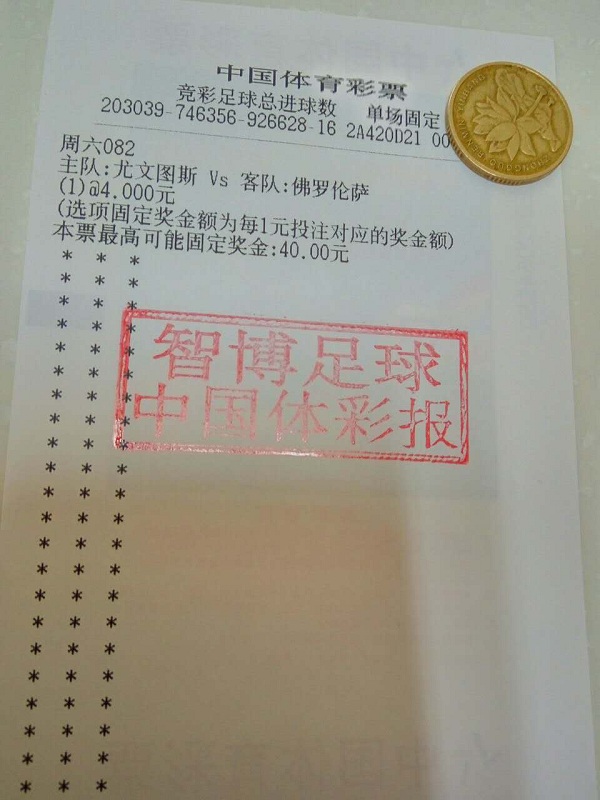 中国体育彩票
竞彩足球总进球数 单场固定
203039-746356-926628-16 2A420D21 00
周六082
主队:尤文图斯 Vs 客队:佛罗伦萨
(1)@4.000元
(选项固定奖金额为每1元投注对应的奖金额)
本票最高可能固定奖金:40.00元
智博足球
中国体彩报